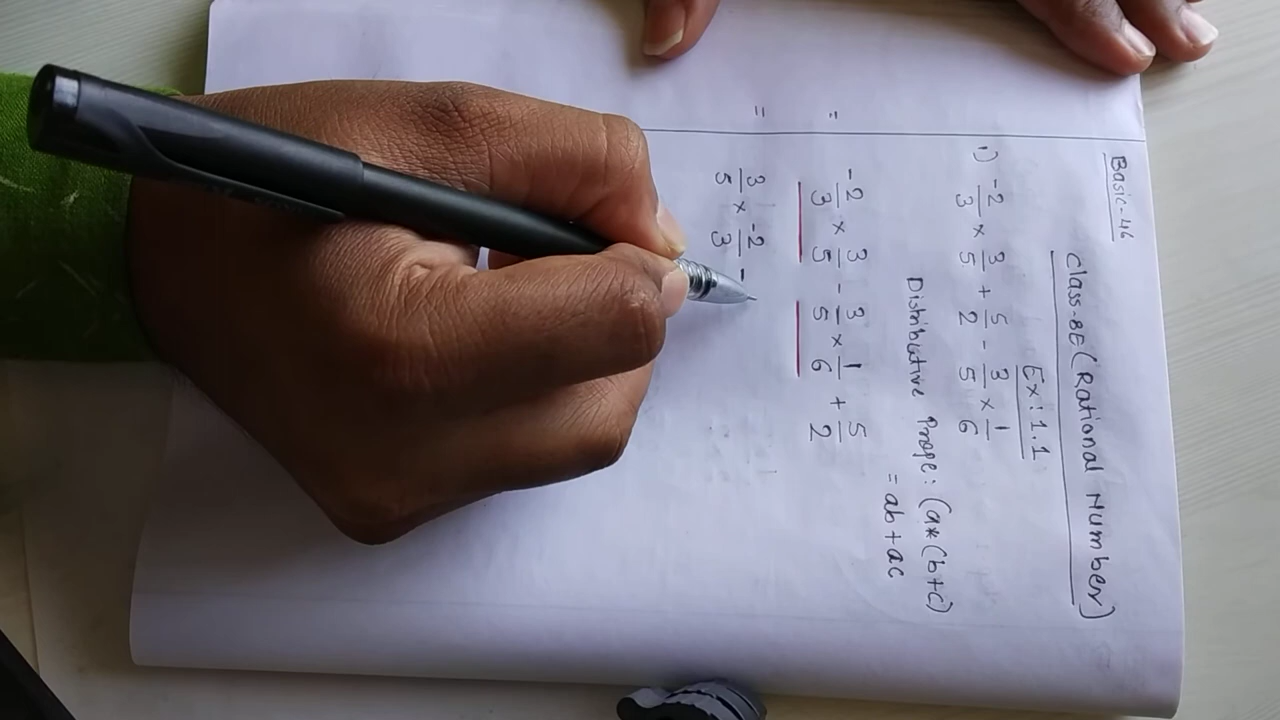 Basic-46
Class-8E (Rational Number)
Ex: 1.1
1) -2/3 × 3/5 + 5/2 - 3/5 × 1/6
Distributive Prope: (a*(b+c)
= ab+ac
= -2/3 × 3/5 - 3/5 × 1/6 + 5/2
= 3/5 × -2/3 -